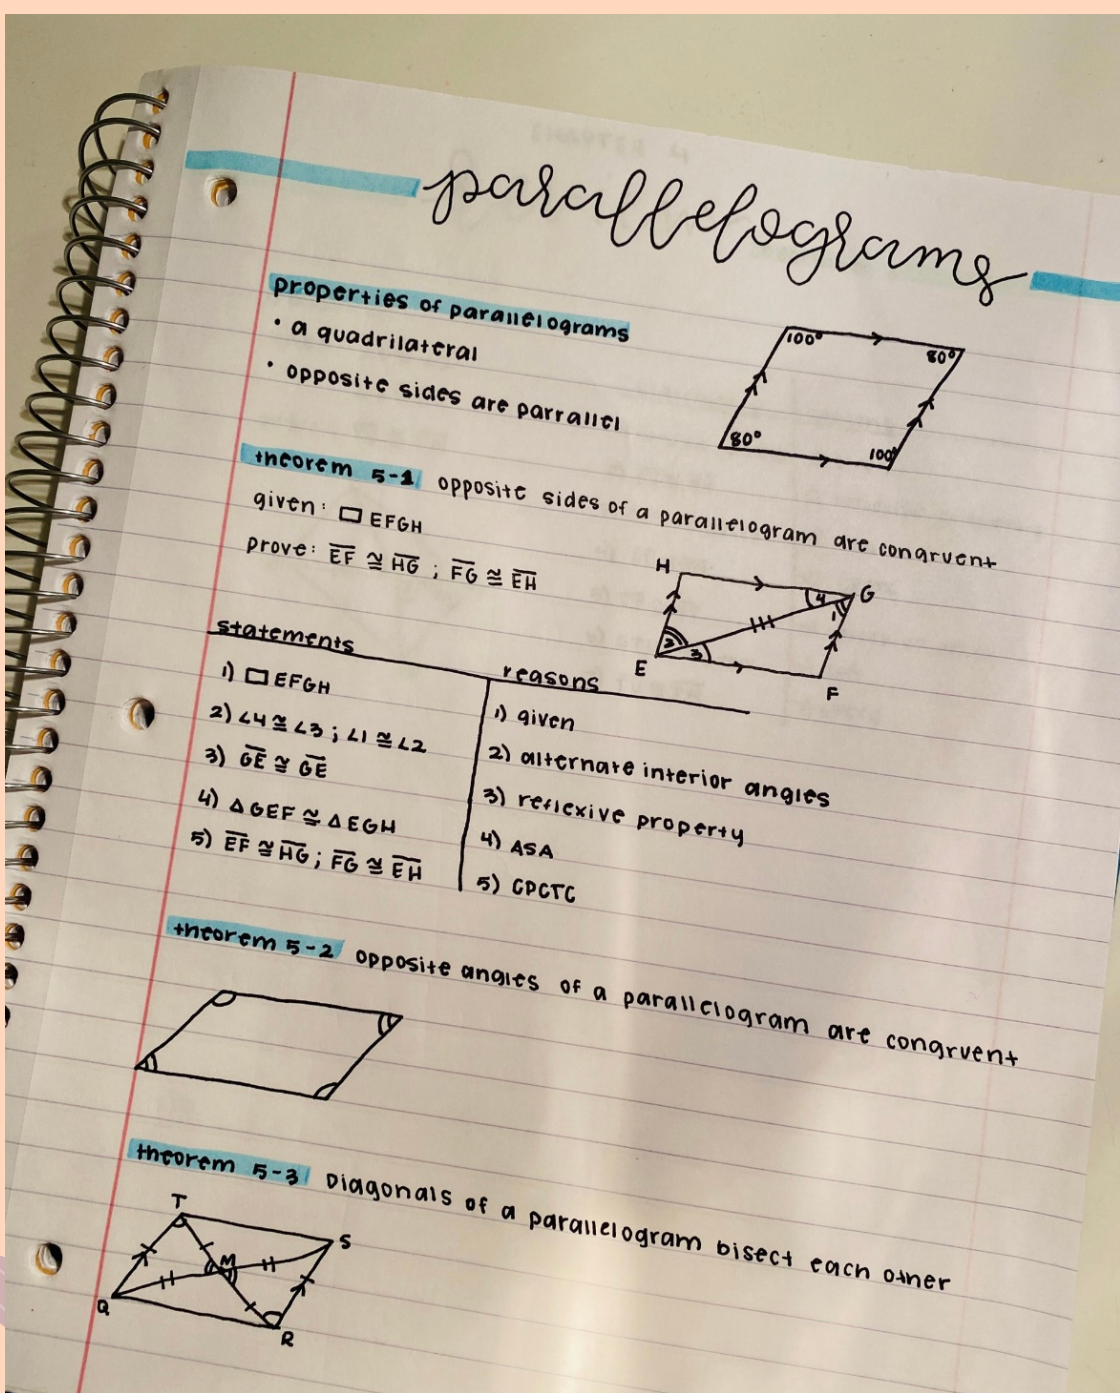 parallelograms
properties of parallelograms
• a quadrilateral
• opposite sides are parrallel
100°
80°
80°
100°
theorem 5-1 opposite sides of a parallelogram are congruent
given: ▱ EFGH
prove: EF ≅ HG ; FG ≅ EH
H
G
4
1
2
3
E
F
statements
reasons
1) ▱ EFGH
1) given
2) ∠4 ≅ ∠3 ; ∠1 ≅ ∠2
2) alternate interior angles
3) GE ≅ GE
3) reflexive property
4) △GEF ≅ △EGH
4) ASA
5) EF ≅ HG ; FG ≅ EH
5) CPCTC
theorem 5-2 opposite angles of a parallelogram are congruent
theorem 5-3 Diagonals of a parallelogram bisect each other
T
S
M
Q
R